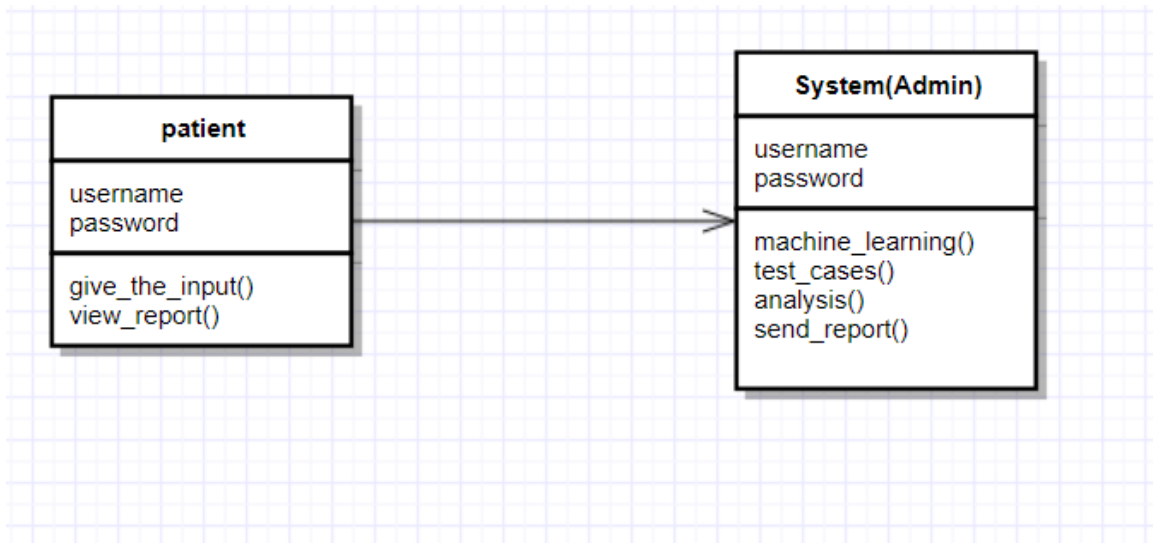 patient
username
password
give_the_input()
view_report()
System(Admin)
username
password
machine_learning()
test_cases()
analysis()
send_report()